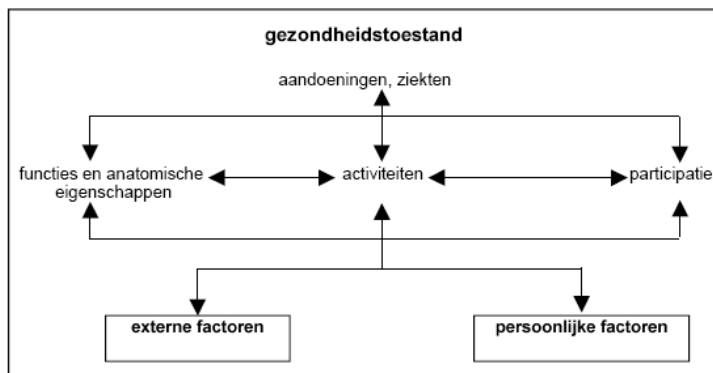 gezondheidstoestand
aandoeningen, ziekten
functies en anatomische
eigenschappen
activiteiten
participatie
externe factoren
persoonlijke factoren